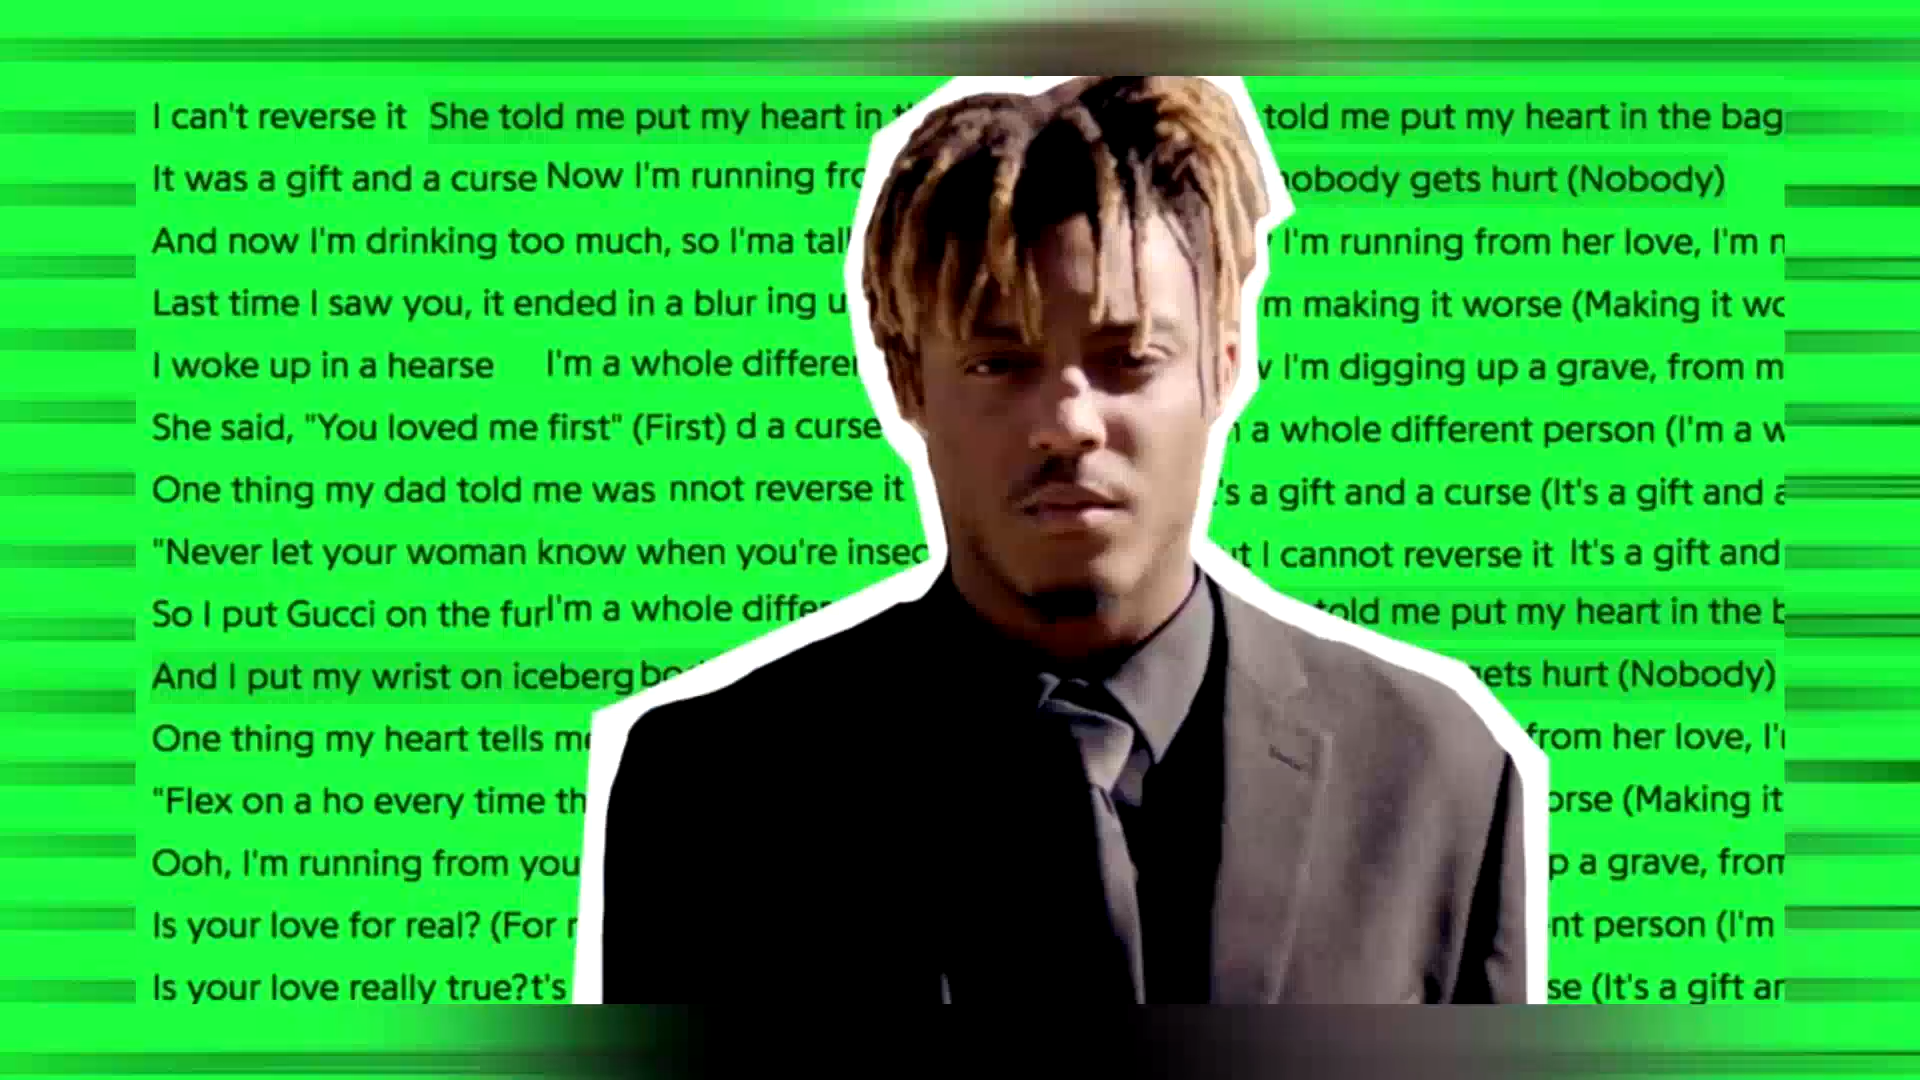 I can't reverse it She told me put my heart in told me put my heart in the bag
It was a gift and a curse Now I'm running nobody gets hurt (Nobody)
And now I'm drinking too much, so I'ma I'm running from her love, I'm
Last time I saw you, it ended in a blur ing I'm making it worse (Making it
I woke up in a hearse I'm a whole I'm digging up a grave, from
She said, "You loved me first" (First) d a curse a whole different person (I'm a
One thing my dad told me was nnot reverse it 's a gift and a curse (It's a gift and
"Never let your woman know when you're I cannot reverse it It's a gift and
So I put Gucci on the fur I'm a whole told me put my heart in the
And I put my wrist on iceberg gets hurt (Nobody)
One thing my heart tells from her love,
"Flex on a ho every time (Making it
Ooh, I'm running from you a grave, from
Is your love for real? (For nt person (I'm
Is your love really true? t's se (It's a gift